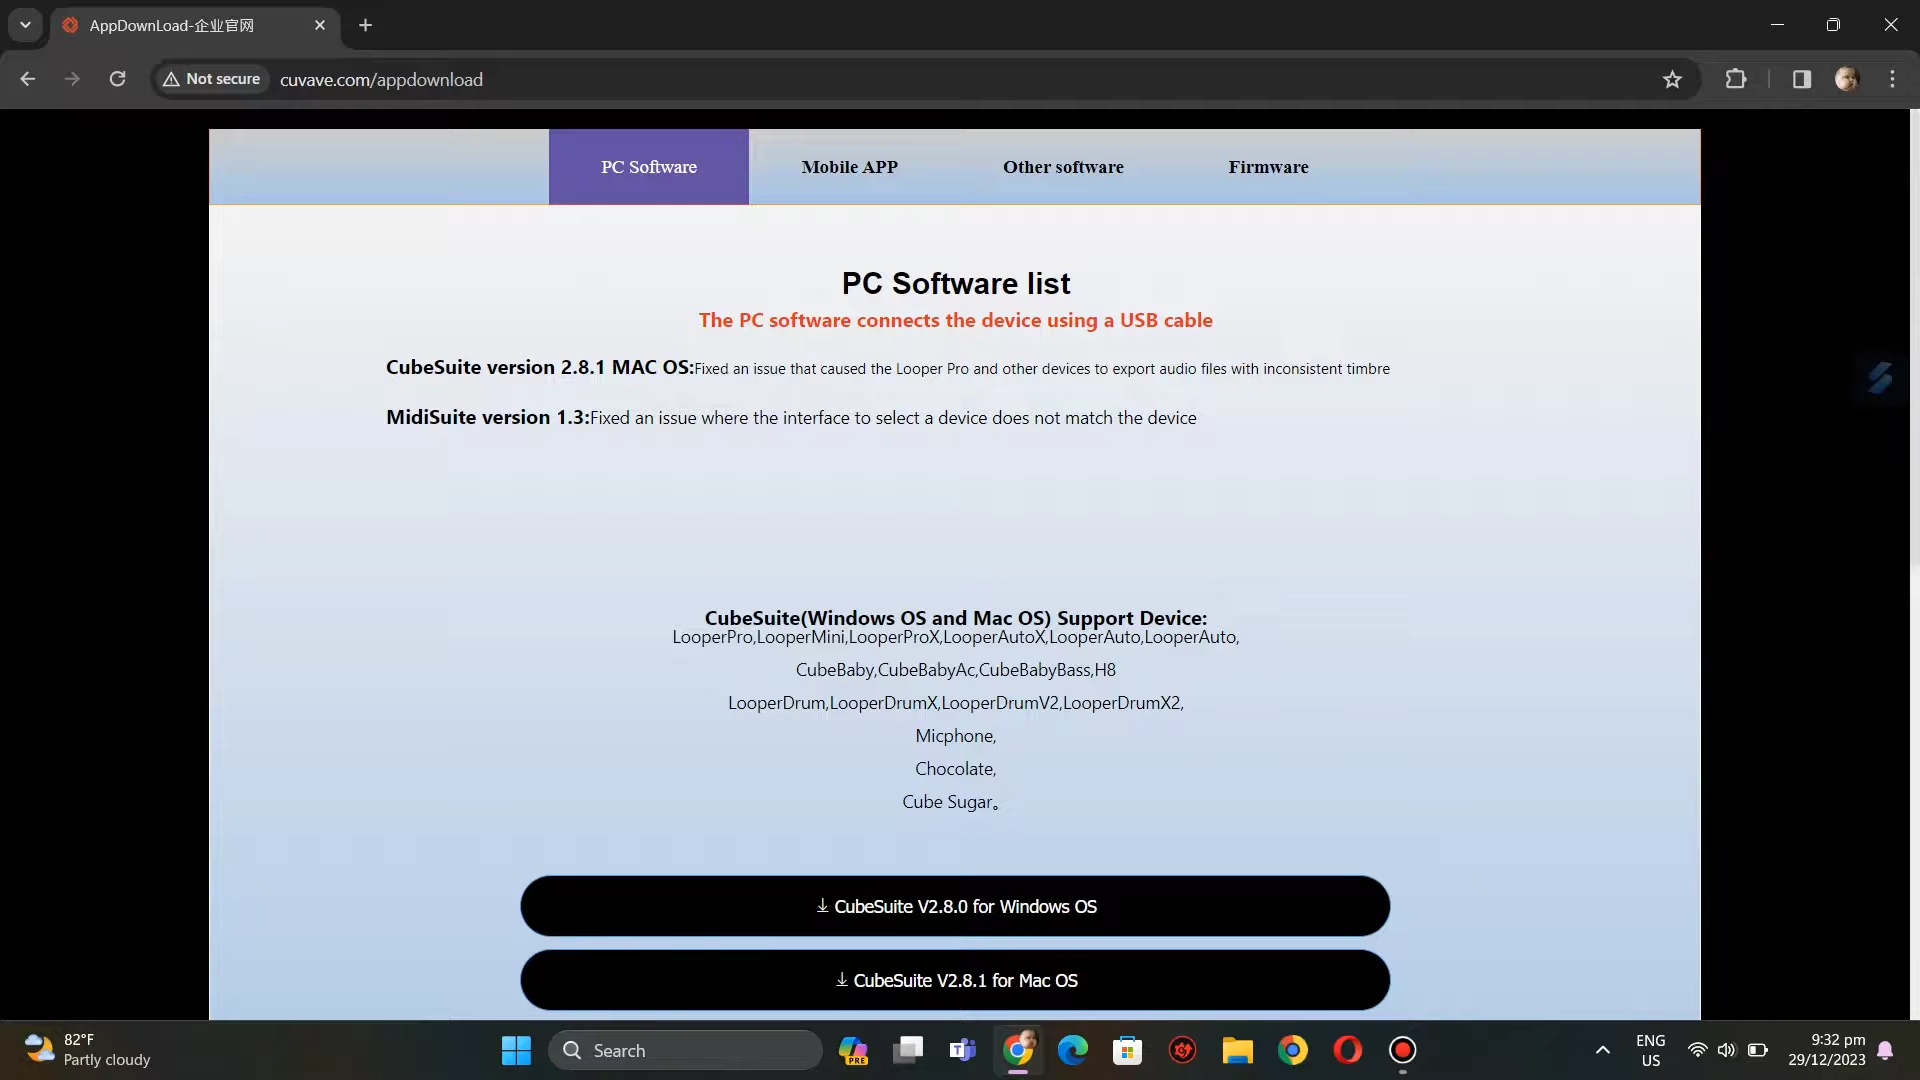 AppDownLoad-企业官网
Not secure
cuvave.com/appdownload
PC Software
Mobile APP
Other software
Firmware
PC Software list
The PC software connects the device using a USB cable
CubeSuite version 2.8.1 MAC OS:Fixed an issue that caused the Looper Pro and other devices to export audio files with inconsistent timbre
MidiSuite version 1.3:Fixed an issue where the interface to select a device does not match the device
CubeSuite(Windows OS and Mac OS) Support Device:
LooperPro,LooperMini,LooperProX,LooperAutoX,LooperAuto,LooperAuto,
CubeBaby,CubeBabyAc,CubeBabyBass,H8
LooperDrum,LooperDrumX,LooperDrumV2,LooperDrumX2,
Micphone,
Chocolate,
Cube Sugar。
CubeSuite V2.8.0 for Windows OS
CubeSuite V2.8.1 for Mac OS
82°F
Partly cloudy
Search
PRE
ENG
US
9:32 pm
29/12/2023